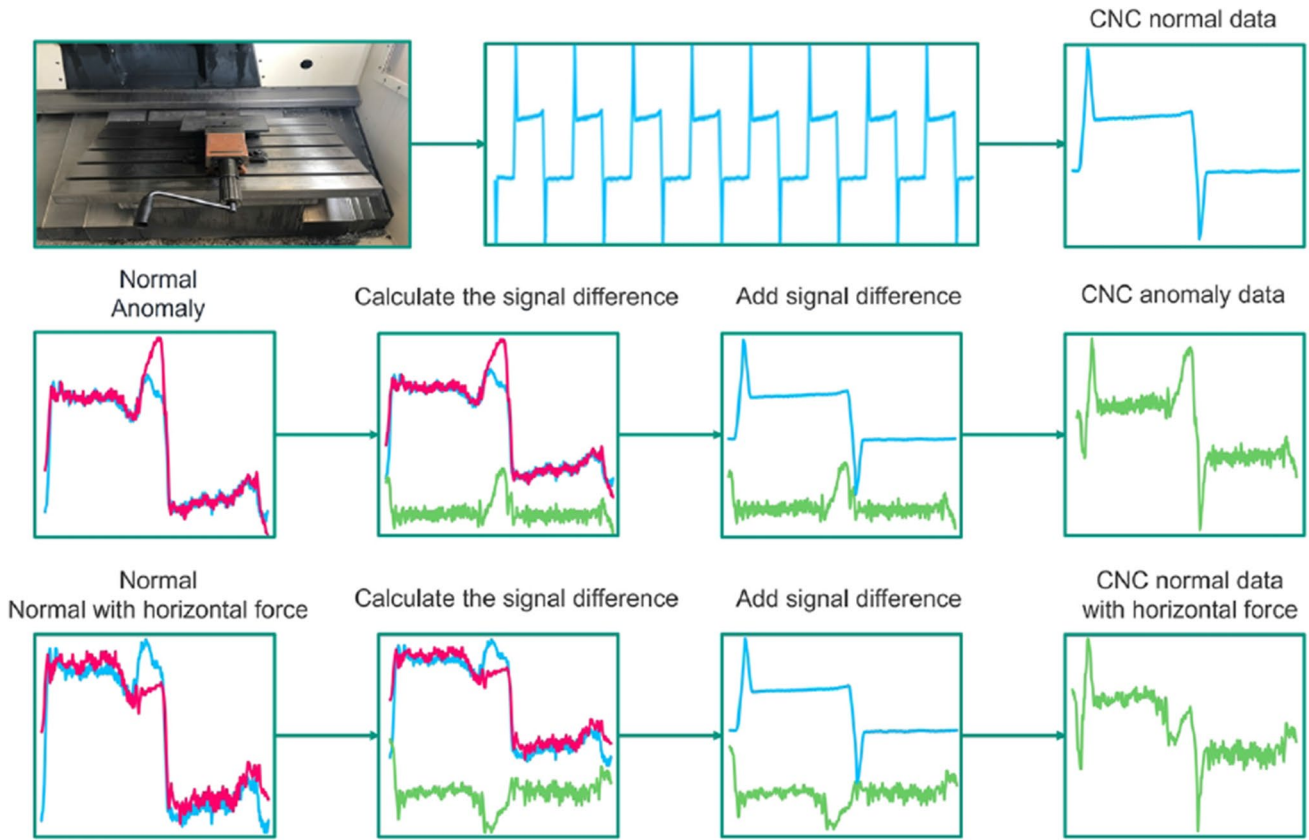 CNC normal data
Normal
Anomaly
Calculate the signal difference
Add signal difference
CNC anomaly data
Normal
Normal with horizontal force
Calculate the signal difference
Add signal difference
CNC normal data
with horizontal force